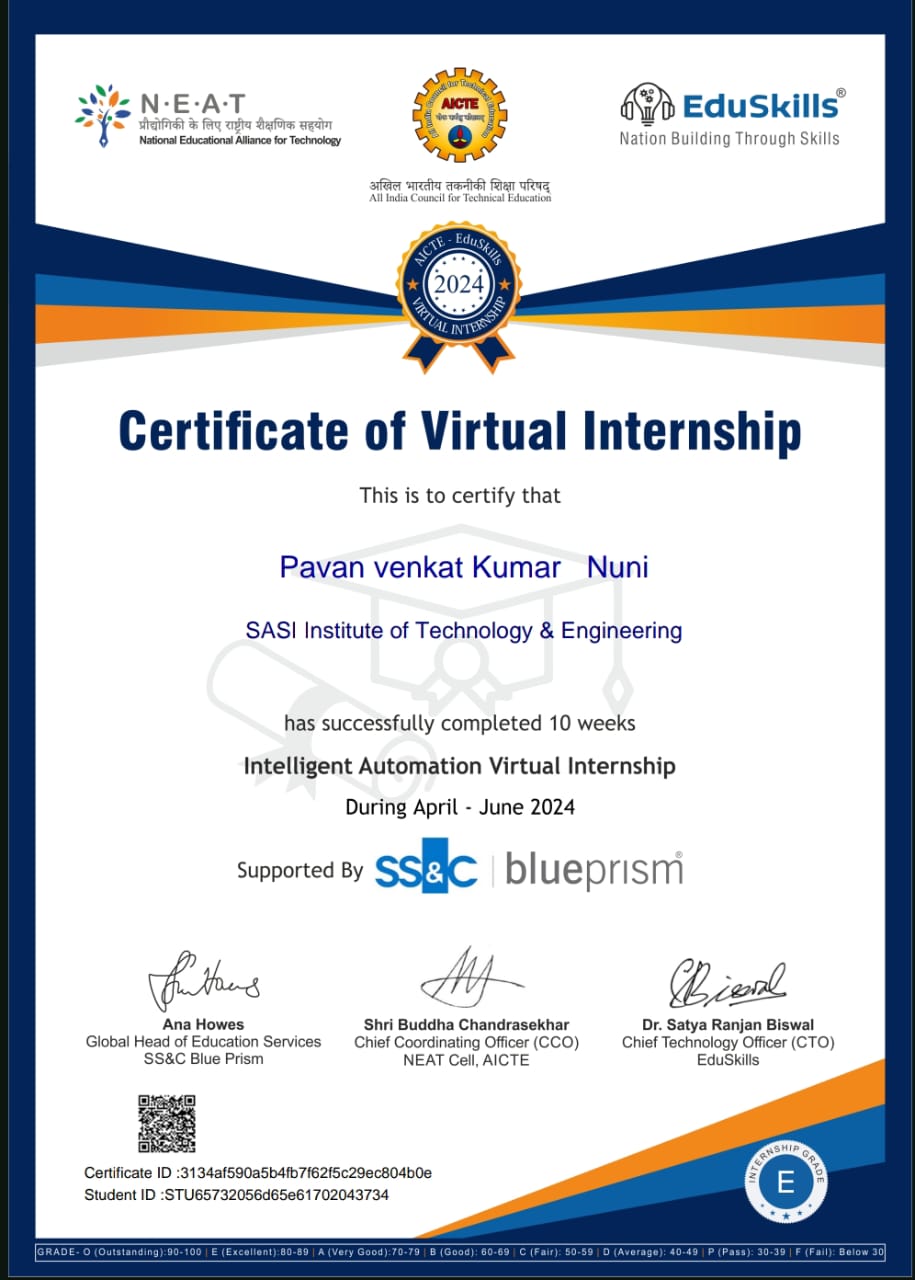 N·E·A·T
प्रौद्योगिकी के लिए राष्ट्रीय शैक्षणिक सहयोग
National Educational Alliance for Technology
All India Council for Technical Education
AICTE
अखिल भारतीय तकनीकी शिक्षा परिषद्
All India Council for Technical Education
EduSkills®
Nation Building Through Skills
AICTE - EduSkills
2024
VIRTUAL INTERNSHIP
Certificate of Virtual Internship
This is to certify that
Pavan venkat Kumar Nuni
SASI Institute of Technology & Engineering
has successfully completed 10 weeks
Intelligent Automation Virtual Internship
During April - June 2024
Supported By SS&C | blueprism®
Ana Howes
Global Head of Education Services
SS&C Blue Prism
Shri Buddha Chandrasekhar
Chief Coordinating Officer (CCO)
NEAT Cell, AICTE
Dr. Satya Ranjan Biswal
Chief Technology Officer (CTO)
EduSkills
Certificate ID :3134af590a5b4fb7f62f5c29ec804b0e
Student ID :STU65732056d65e61702043734
INTERNSHIP GRADE
E
GRADE- O (Outstanding):90-100 | E (Excellent):80-89 | A (Very Good):70-79 | B (Good): 60-69 | C (Fair): 50-59 | D (Average): 40-49 | P (Pass): 30-39 | F (Fail): Below 30